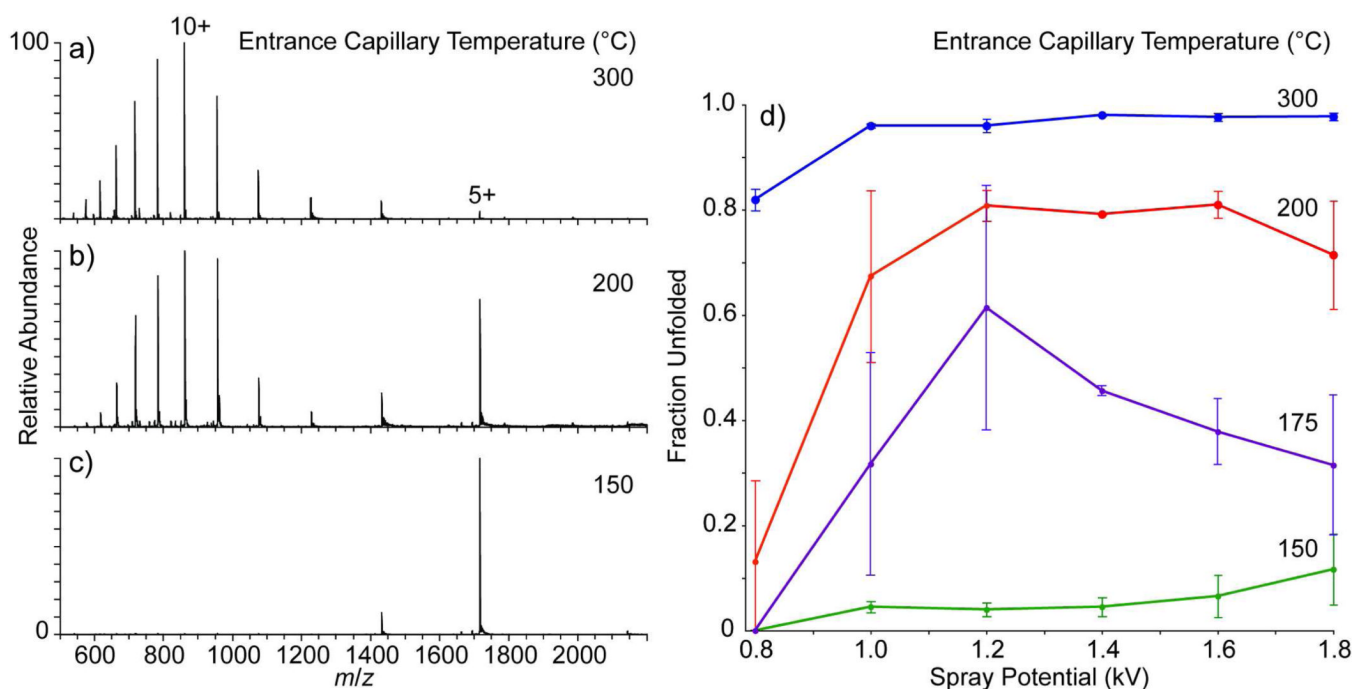 100
a)
10+
Entrance Capillary Temperature (°C)
300
5+
b)
200
Relative Abundance
c)
150
0
600 800 1000 1200 1400 1600 1800 2000
m/z
Entrance Capillary Temperature (°C)
1.0
d)
300
0.8
200
0.6
Fraction Unfolded
0.4
175
0.2
150
0
0.8 1.0 1.2 1.4 1.6 1.8
Spray Potential (kV)